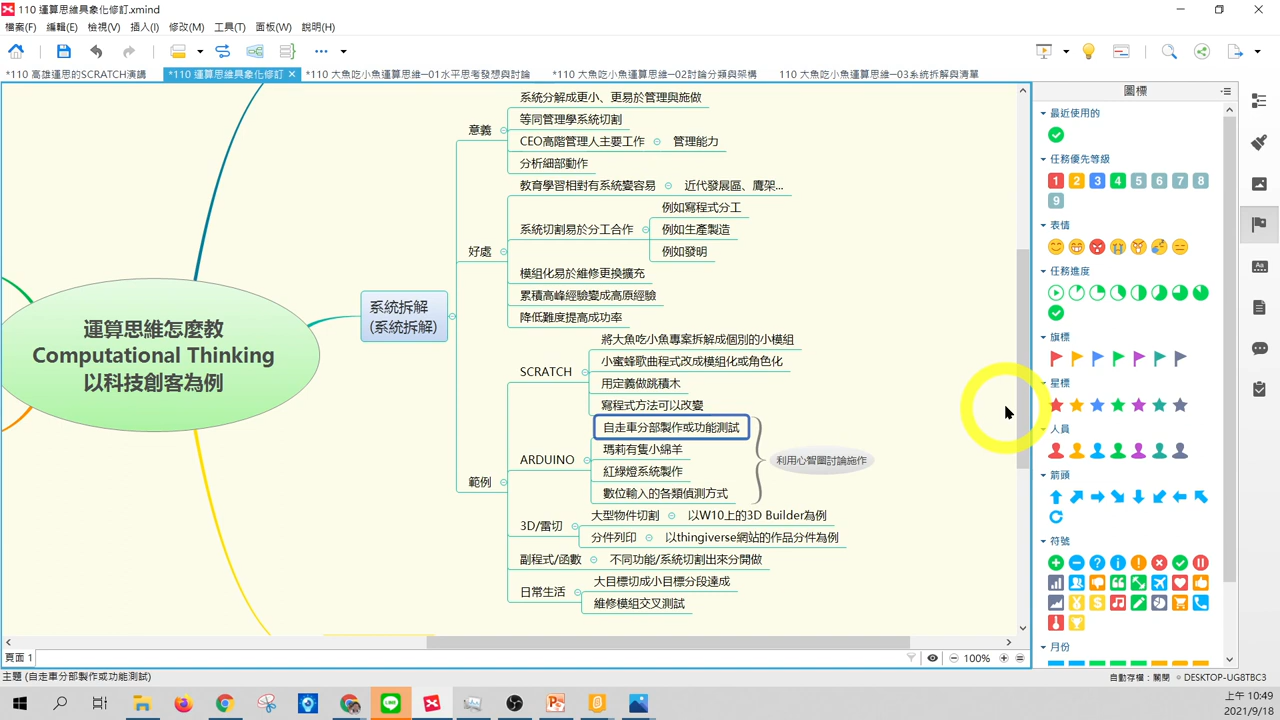 110 運算思維具象化修訂.xmind
檔案(F) 編輯(E) 檢視(V) 插入(I) 修改(M) 工具(T) 面板(W) 說明(H)
*110 高雄運思的SCRATCH演講 *110 運算思維具象化修訂 *110 大魚吃小魚運算思維─01水平思考發想與討論 *110 大魚吃小魚運算思維─02討論分類與架構 110 大魚吃小魚運算思維─03系統拆解與清單
運算思維怎麼教
Computational Thinking
以科技創客為例
系統拆解
(系統拆解)
意義
系統分解成更小、更易於管理與施做
等同管理學系統切割
CEO高階管理人主要工作 管理能力
分析細部動作
好處
教育學習相對有系統變容易 近代發展區、鷹架...
系統切割易於分工合作
例如寫程式分工
例如生產製造
例如發明
模組化易於維修更換擴充
累積高峰經驗變成高原經驗
降低難度提高成功率
範例
SCRATCH
將大魚吃小魚專案拆解成個別的小模組
小蜜蜂歌曲程式改成模組化或角色化
用定義做跳積木
寫程式方法可以改變
ARDUINO
自走車分部製作或功能測試
瑪莉有隻小綿羊
紅綠燈系統製作
數位輸入的各類偵測方式
利用心智圖討論施作
3D/雷切
大型物件切割 以W10上的3D Builder為例
分件列印 以thingiverse網站的作品分件為例
副程式/函數 不同功能/系統切割出來分開做
日常生活
大目標切成小目標分段達成
維修模組交叉測試
圖標
最近使用的
任務優先等級
1 2 3 4 5 6 7 8
9
表情
任務進度
旗標
星標
人員
箭頭
符號
月份
頁面 1
100%
主題 (自走車分部製作或功能測試)
自動存檔：關閉 DESKTOP-UG8TBC3
上午 10:49
2021/9/18